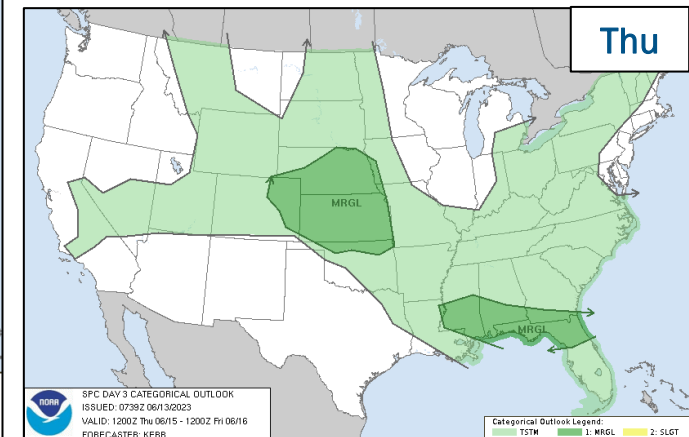 Thu
MRGL
MRGL
NOAA
SPC DAY 3 CATEGORICAL OUTLOOK
ISSUED: 0739Z 06/13/2023
VALID: 1200Z Thu 06/15 - 1200Z Fri 06/16
FORECASTER: KERR
Categorical Outlook Legend:
TSTM 1: MRGL 2: SLGT